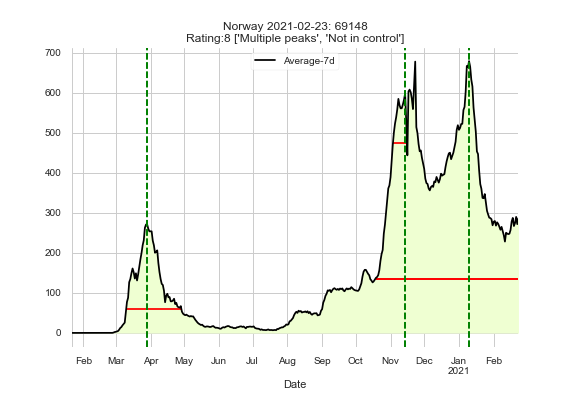 Norway 2021-02-23: 69148
Rating:8 ['Multiple peaks', 'Not in control']
Average-7d
700
600
500
400
300
200
100
0
Feb Mar Apr May Jun Jul Aug Sep Oct Nov Dec Jan Feb
2021
Date